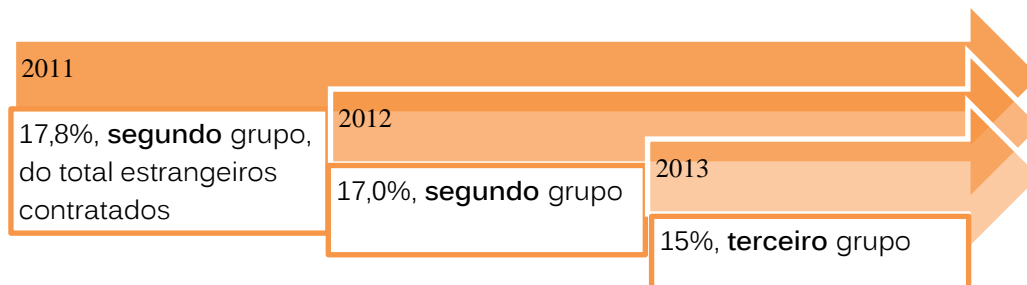 2011
17,8%, segundo grupo,
do total estrangeiros
contratados
2012
17,0%, segundo grupo
2013
15%, terceiro grupo